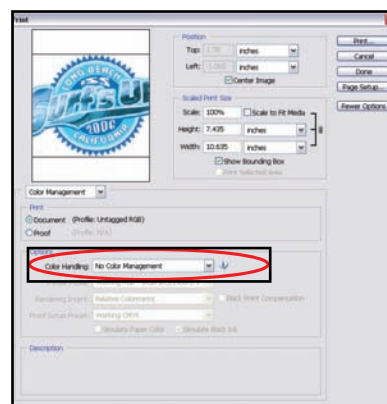 Print
Position
Top: inches
Left: inches
Center Image
Scaled Print Size
Scale: 100% Scale to Fit Media
Height: 7.435 inches
Width: 10.635 inches
Show Bounding Box
Print Selected Area
Print...
Cancel
Done
Page Setup...
Fewer Options
LONG BEACH
Surf's Up
2006
CALIFORNIA
Color Management
Print
Document (Profile: Untagged RGB)
Proof (Profile: N/A)
Options
Color Handling: No Color Management
Rendering Intent: Relative Colorimetric Black Point Compensation
Proof Setup Preset: Working CMYK
Simulate Paper Color Simulate Black Ink
Description